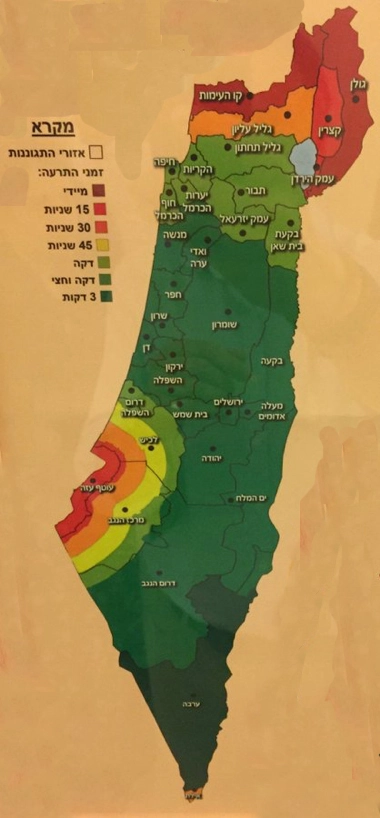 מקרא
אזורי התגוננות
זמני התרעה:
מיידי
15 שניות
30 שניות
45 שניות
דקה
דקה וחצי
3 דקות
גולן
קו העימות
קצרין
גליל עליון
גליל תחתון
עמק הירדן
חיפה
הקריות
תבור
יערות
הכרמל
חוף
הכרמל
עמק יזרעאל
בקעת
בית שאן
מנשה
ואדי
ערה
חפר
שרון
שומרון
דן
ירקון
בקעה
השפלה
דרום
השפלה
ירושלים
מעלה
אדומים
בית שמש
לכיש
יהודה
עוטף עזה
ים המלח
מרכז הנגב
דרום הנגב
ערבה
אילת